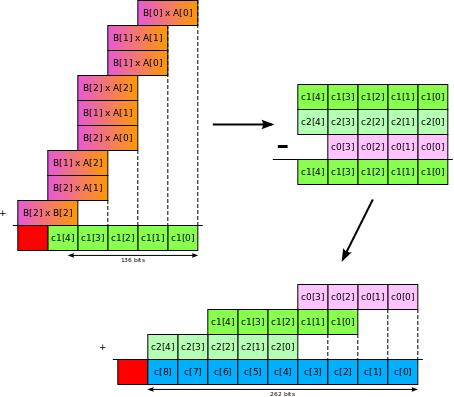 B[0] x A[0]
B[1] x A[1]
B[1] x A[0]
B[2] x A[2]
B[1] x A[1]
B[2] x A[0]
B[1] x A[2]
B[2] x A[1]
+ B[2] x B[2]
c1[4] c1[3] c1[2] c1[1] c1[0]
136 bits
c1[4] c1[3] c1[2] c1[1] c1[0]
c2[4] c2[3] c2[2] c2[1] c2[0]
- c0[3] c0[2] c0[1] c0[0]
c1[4] c1[3] c1[2] c1[1] c1[0]
c0[3] c0[2] c0[1] c0[0]
c1[4] c1[3] c1[2] c1[1] c1[0]
+ c2[4] c2[3] c2[2] c2[1] c2[0]
c[8] c[7] c[6] c[5] c[4] c[3] c[2] c[1] c[0]
262 bits